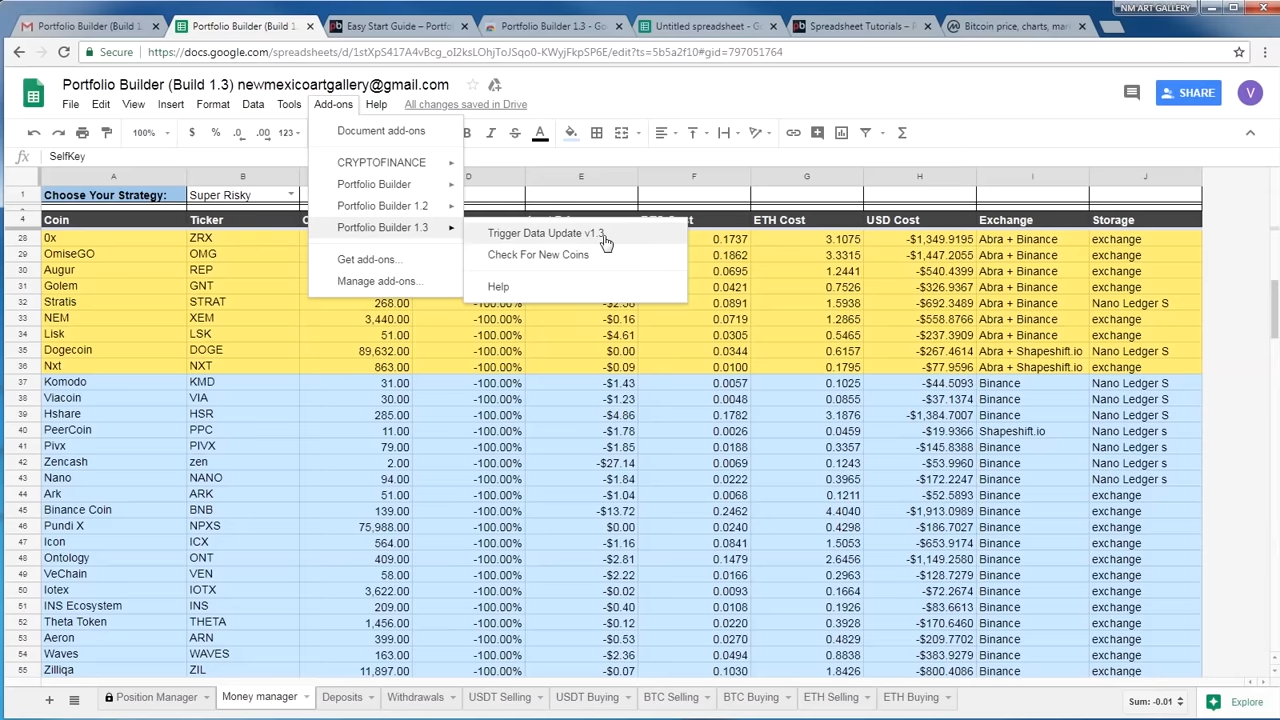 NM ART GALLERY
Portfolio Builder (Build 1
Portfolio Builder (Build 1.
Easy Start Guide – Portfo
Portfolio Builder 1.3 - Go
Untitled spreadsheet - Go
Spreadsheet Tutorials – P
Bitcoin price, charts, mar
Secure
https://docs.google.com/spreadsheets/d/1stXpS417A4vBcg_oI2ksLOhjToJSqo0-KWyjFkpSP6E/edit?ts=5b5a2f10#gid=797051764
Portfolio Builder (Build 1.3) newmexicoartgallery@gmail.com
SHARE
V
File Edit View Insert Format Data Tools Add-ons Help All changes saved in Drive
100% $ % .0 .00 123 B I S A Σ
fx SelfKey
Document add-ons
CRYPTOFINANCE
Portfolio Builder
Portfolio Builder 1.2
Portfolio Builder 1.3
Get add-ons...
Manage add-ons...
Trigger Data Update v1.3
Check For New Coins
Help
A B D E F G H I J
1 Choose Your Strategy: Super Risky
4 Coin Ticker ETH Cost USD Cost Exchange Storage
28 0x ZRX 0.1737 3.1075 -$1,349.9195 Abra + Binance exchange
29 OmiseGO OMG 0.1862 3.3315 -$1,447.2055 Abra + Binance exchange
30 Augur REP 0.0695 1.2441 -$540.4399 Abra + Binance exchange
31 Golem GNT 0.0421 0.7526 -$326.9367 Abra + Binance exchange
32 Stratis STRAT 268.00 -100.00% -$2.58 0.0891 1.5938 -$692.3489 Abra + Binance Nano Ledger S
33 NEM XEM 3,440.00 -100.00% -$0.16 0.0719 1.2865 -$558.8766 Abra + Binance exchange
34 Lisk LSK 51.00 -100.00% -$4.61 0.0305 0.5465 -$237.3909 Abra + Binance exchange
35 Dogecoin DOGE 89,632.00 -100.00% $0.00 0.0344 0.6157 -$267.4614 Abra + Shapeshift.io Nano Ledger S
36 Nxt NXT 863.00 -100.00% -$0.09 0.0100 0.1795 -$77.9596 Abra + Shapeshift.io exchange
37 Komodo KMD 31.00 -100.00% -$1.43 0.0057 0.1025 -$44.5093 Binance Nano Ledger S
38 Viacoin VIA 30.00 -100.00% -$1.23 0.0048 0.0855 -$37.1374 Binance Nano Ledger S
39 Hshare HSR 285.00 -100.00% -$4.86 0.1782 3.1876 -$1,384.7007 Binance Nano Ledger S
40 PeerCoin PPC 11.00 -100.00% -$1.78 0.0026 0.0459 -$19.9366 Shapeshift.io Nano Ledger s
41 Pivx PIVX 79.00 -100.00% -$1.85 0.0188 0.3357 -$145.8388 Binance Nano Ledger s
42 Zencash zen 2.00 -100.00% -$27.14 0.0069 0.1243 -$53.9960 Binance Nano Ledger s
43 Nano NANO 94.00 -100.00% -$1.84 0.0222 0.3965 -$172.2247 Binance Nano Ledger s
44 Ark ARK 51.00 -100.00% -$1.04 0.0068 0.1211 -$52.5893 Binance exchange
45 Binance Coin BNB 139.00 -100.00% -$13.72 0.2462 4.4040 -$1,913.0989 Binance exchange
46 Pundi X NPXS 75,988.00 -100.00% $0.00 0.0240 0.4298 -$186.7027 Binance exchange
47 Icon ICX 564.00 -100.00% -$1.16 0.0841 1.5053 -$653.9174 Binance exchange
48 Ontology ONT 409.00 -100.00% -$2.81 0.1479 2.6456 -$1,149.2580 Binance exchange
49 VeChain VEN 58.00 -100.00% -$2.22 0.0166 0.2963 -$128.7279 Binance exchange
50 Iotex IOTX 3,622.00 -100.00% -$0.02 0.0093 0.1664 -$72.2674 Binance exchange
51 INS Ecosystem INS 209.00 -100.00% -$0.40 0.0108 0.1926 -$83.6613 Binance exchange
52 Theta Token THETA 1,456.00 -100.00% -$0.12 0.0220 0.3928 -$170.6460 Binance exchange
53 Aeron ARN 399.00 -100.00% -$0.53 0.0270 0.4829 -$209.7702 Binance exchange
54 Waves WAVES 163.00 -100.00% -$2.36 0.0494 0.8838 -$383.9279 Binance exchange
55 Zilliqa ZIL 11,897.00 -100.00% -$0.07 0.1030 1.8426 -$800.4086 Binance exchange
Position Manager Money manager Deposits Withdrawals USDT Selling USDT Buying BTC Selling BTC Buying ETH Selling ETH Buying Sum: -0.01 Explore